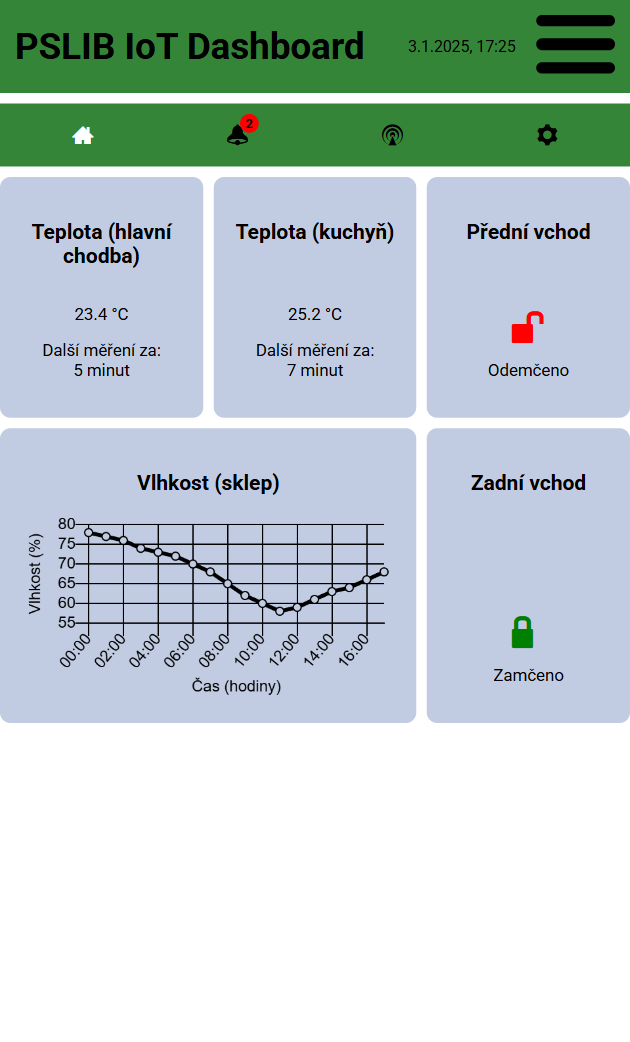 PSLIB IoT Dashboard
3.1.2025, 17:25
2
Teplota (hlavní
chodba)
23.4 °C
Další měření za:
5 minut
Teplota (kuchyň)
25.2 °C
Další měření za:
7 minut
Přední vchod
Odemčeno
Vlhkost (sklep)
Vlhkost (%)
80
75
70
65
60
55
00:00
02:00
04:00
06:00
08:00
10:00
12:00
14:00
16:00
Čas (hodiny)
Zadní vchod
Zamčeno